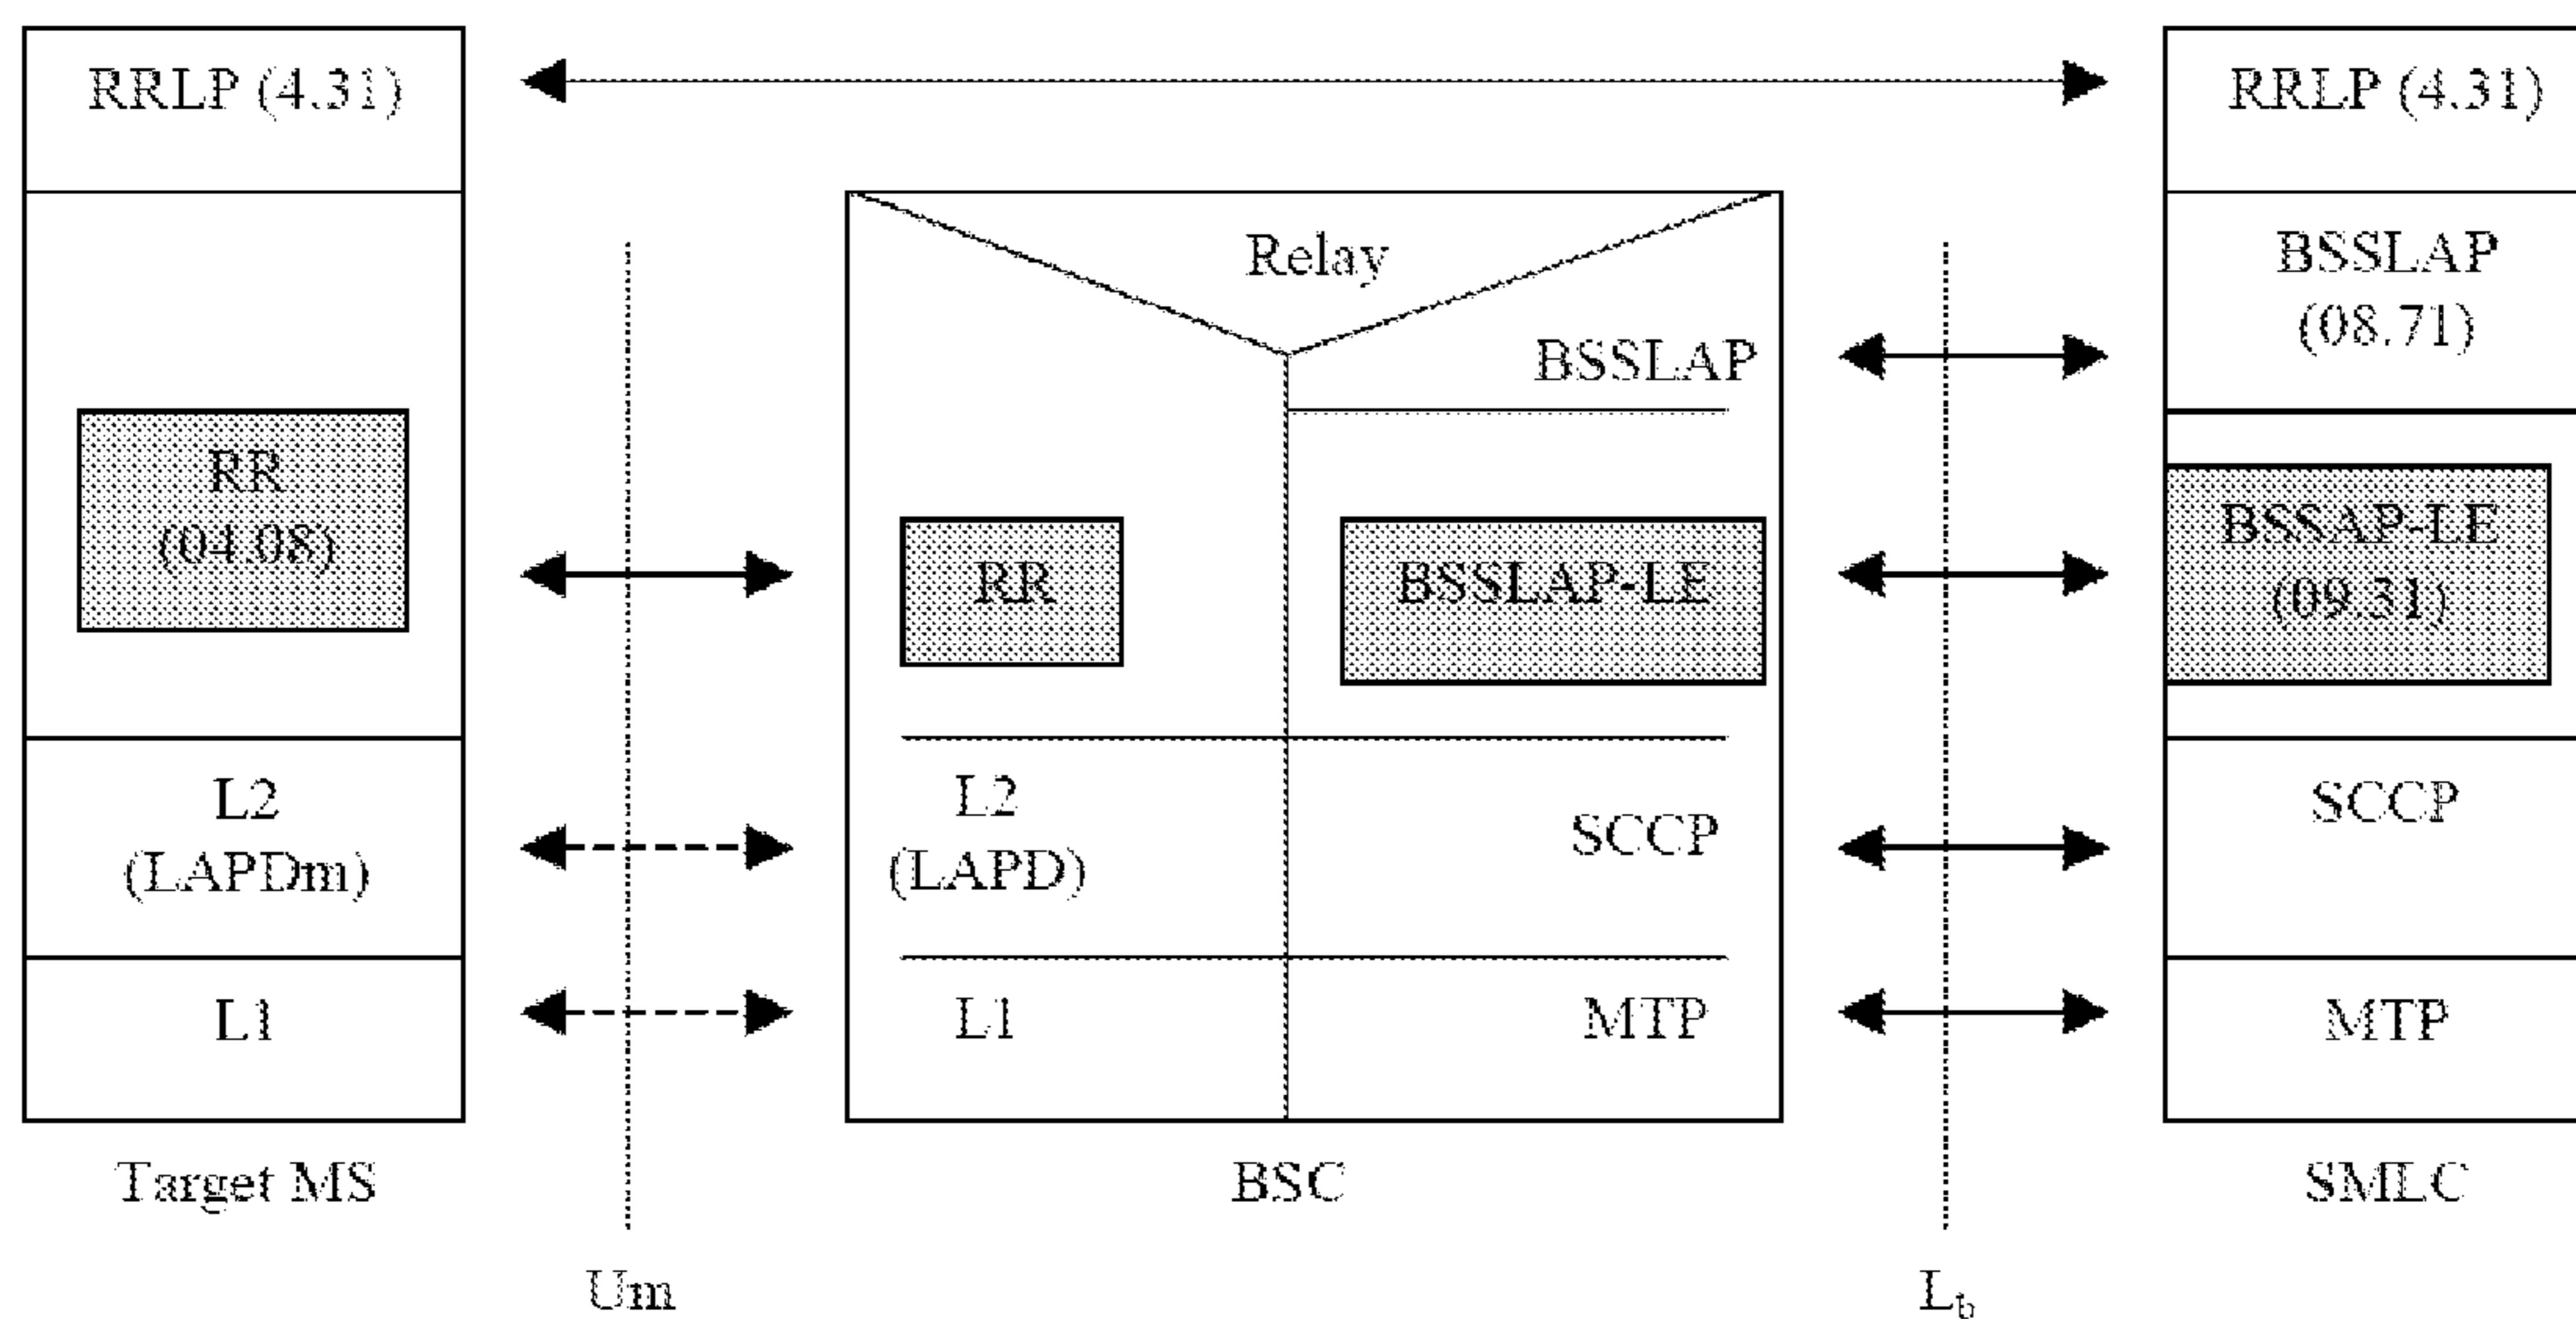 RRLP (4.31)
RR
(04.08)
L2
(LAPDm)
L1
Target MS
Um
Relay
BSSLAP
RR
BSSLAP-LE
L2
(LAPD)
SCCP
L1
MTP
BSC
L_b
RRLP (4.31)
BSSLAP
(08.71)
BSSAP-LE
(09.31)
SCCP
MTP
SMLC